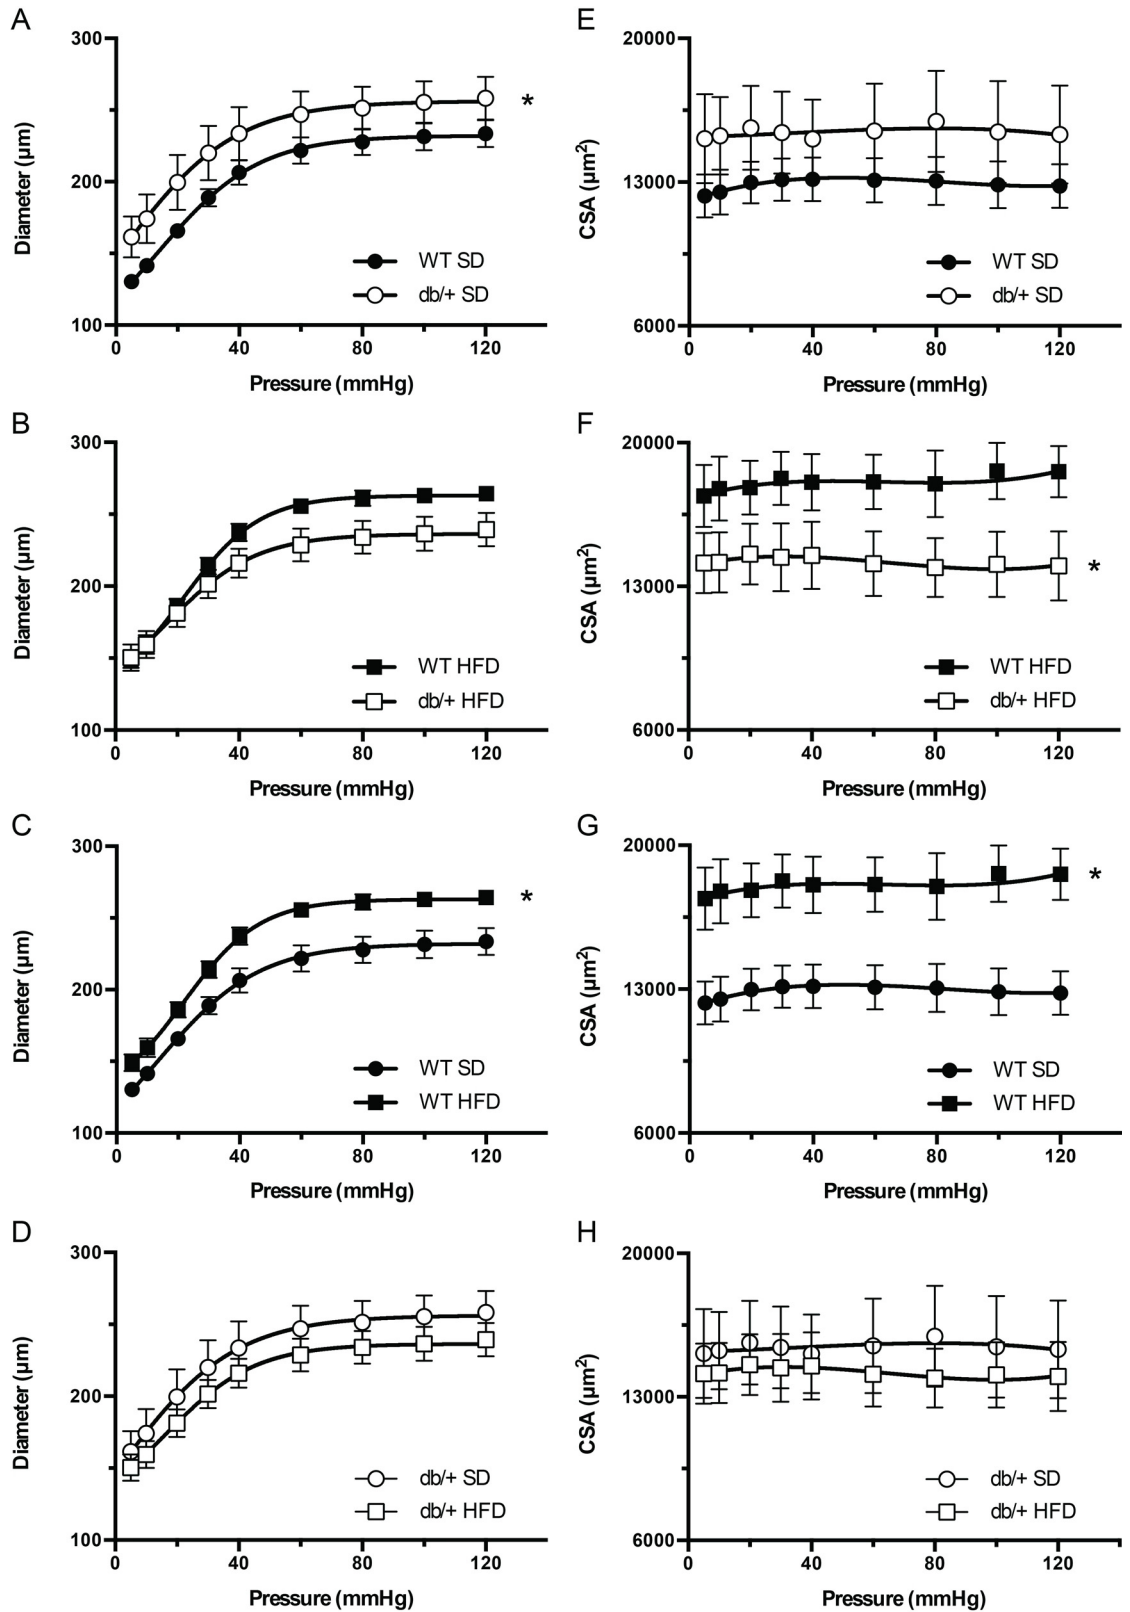 A
300
200
100
Diameter (μm)
*
WT SD
db/+ SD
0 40 80 120
Pressure (mmHg)
E
20000
13000
6000
CSA (μm²)
WT SD
db/+ SD
0 40 80 120
Pressure (mmHg)
B
300
200
100
Diameter (μm)
WT HFD
db/+ HFD
0 40 80 120
Pressure (mmHg)
F
20000
13000
6000
CSA (μm²)
*
WT HFD
db/+ HFD
0 40 80 120
Pressure (mmHg)
C
300
200
100
Diameter (μm)
*
WT SD
WT HFD
0 40 80 120
Pressure (mmHg)
G
20000
13000
6000
CSA (μm²)
*
WT SD
WT HFD
0 40 80 120
Pressure (mmHg)
D
300
200
100
Diameter (μm)
db/+ SD
db/+ HFD
0 40 80 120
Pressure (mmHg)
H
20000
13000
6000
CSA (μm²)
db/+ SD
db/+ HFD
0 40 80 120
Pressure (mmHg)